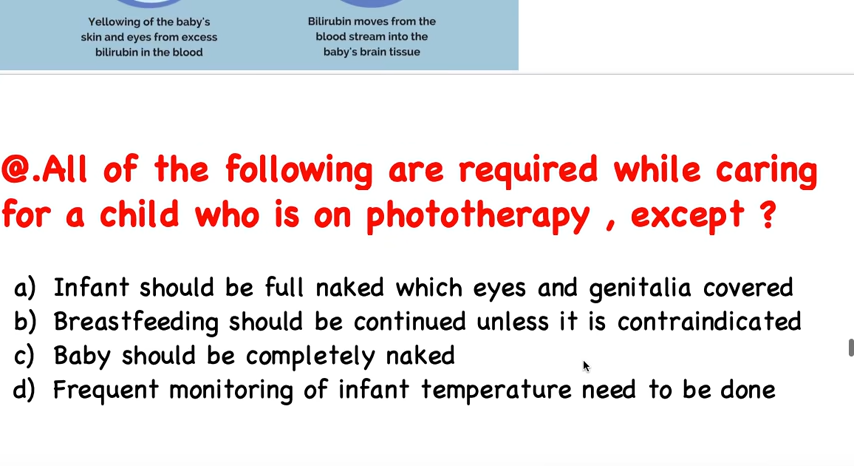 Yellowing of the baby's
skin and eyes from excess
bilirubin in the blood
Bilirubin moves from the
blood stream into the
baby's brain tissue
@.All of the following are required while caring
for a child who is on phototherapy , except ?
a) Infant should be full naked which eyes and genitalia covered
b) Breastfeeding should be continued unless it is contraindicated
c) Baby should be completely naked
d) Frequent monitoring of infant temperature need to be done